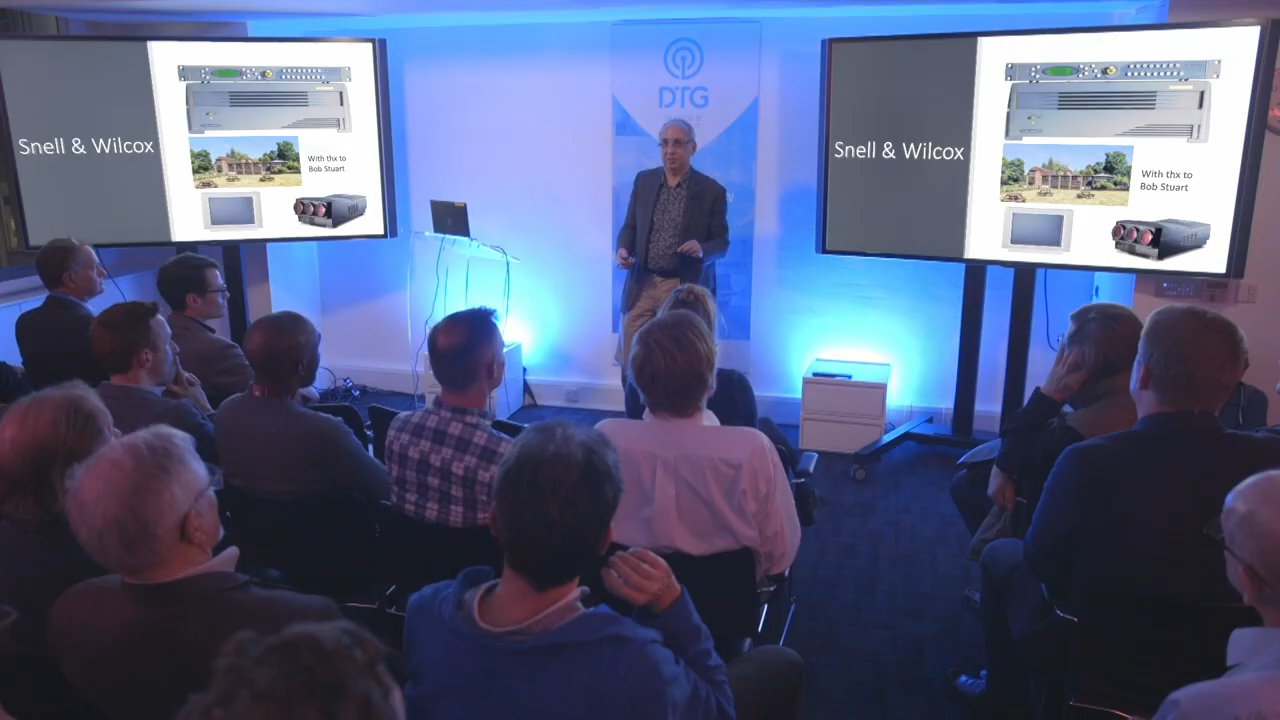 Snell & Wilcox
With thx to
Bob Stuart
DTG
Snell & Wilcox
With thx to
Bob Stuart